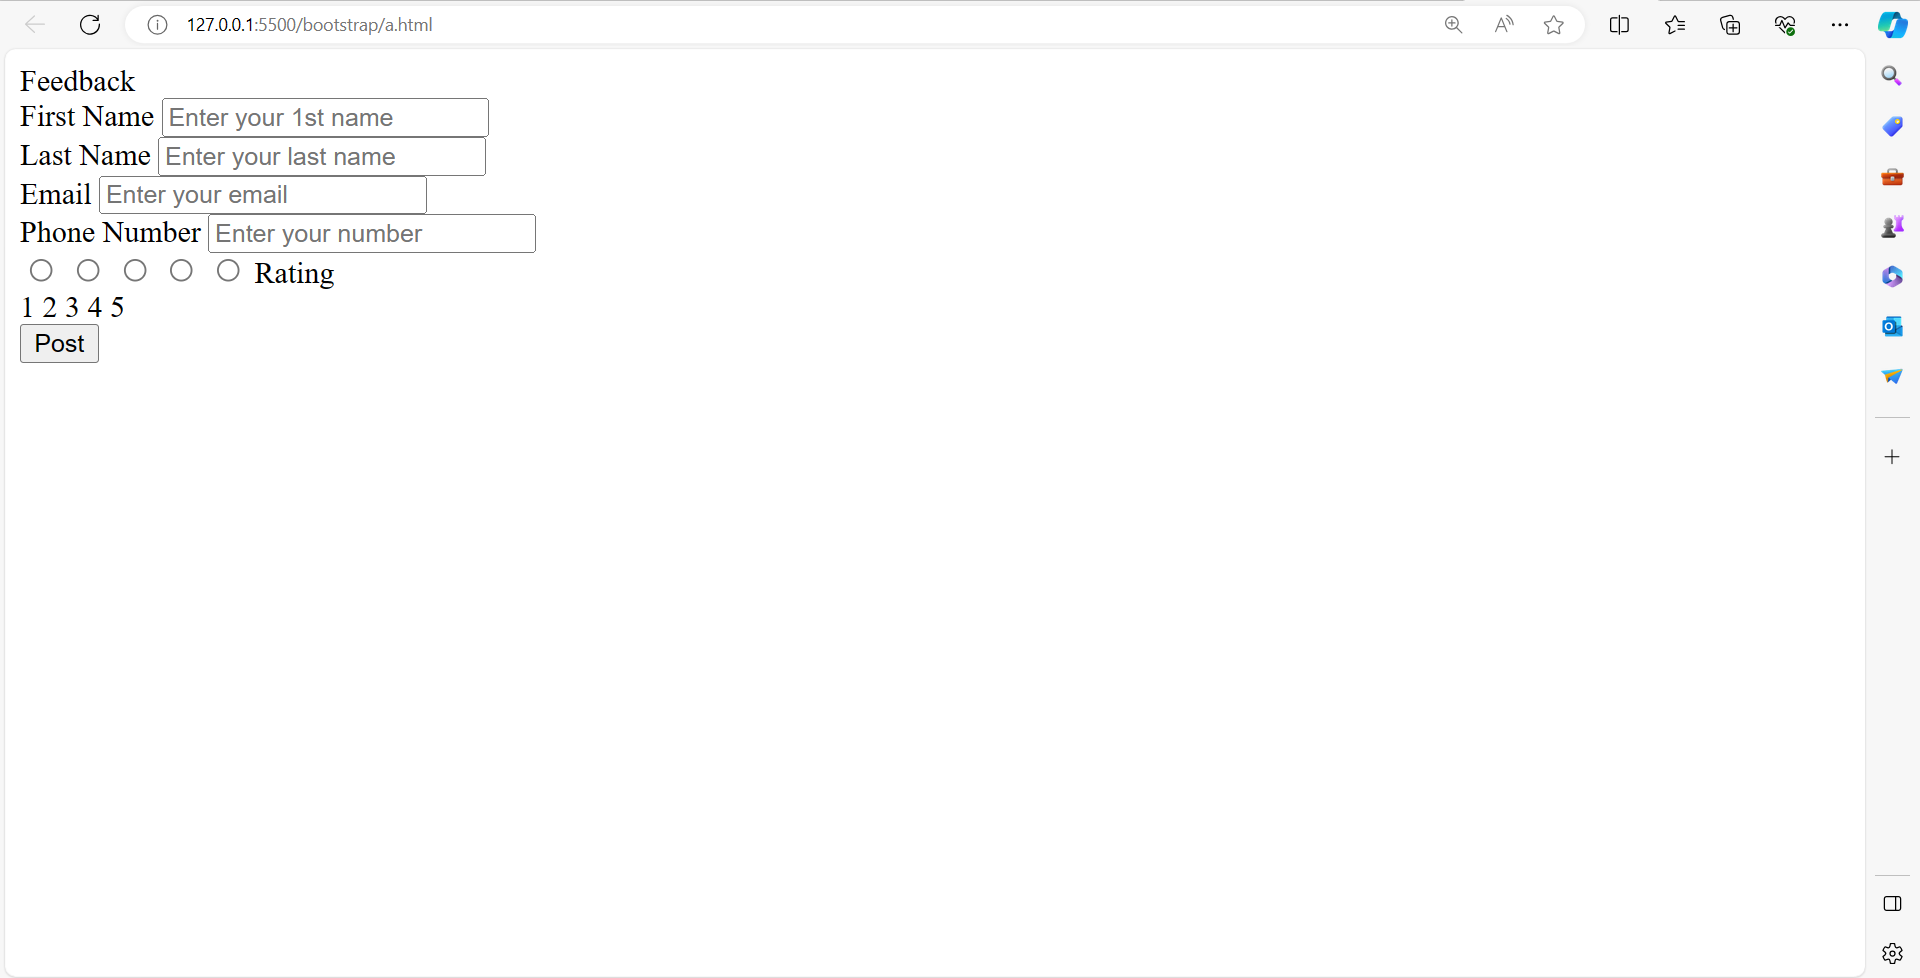 127.0.0.1:5500/bootstrap/a.html
Feedback
First Name Enter your 1st name
Last Name Enter your last name
Email Enter your email
Phone Number Enter your number
Rating
1 2 3 4 5
Post